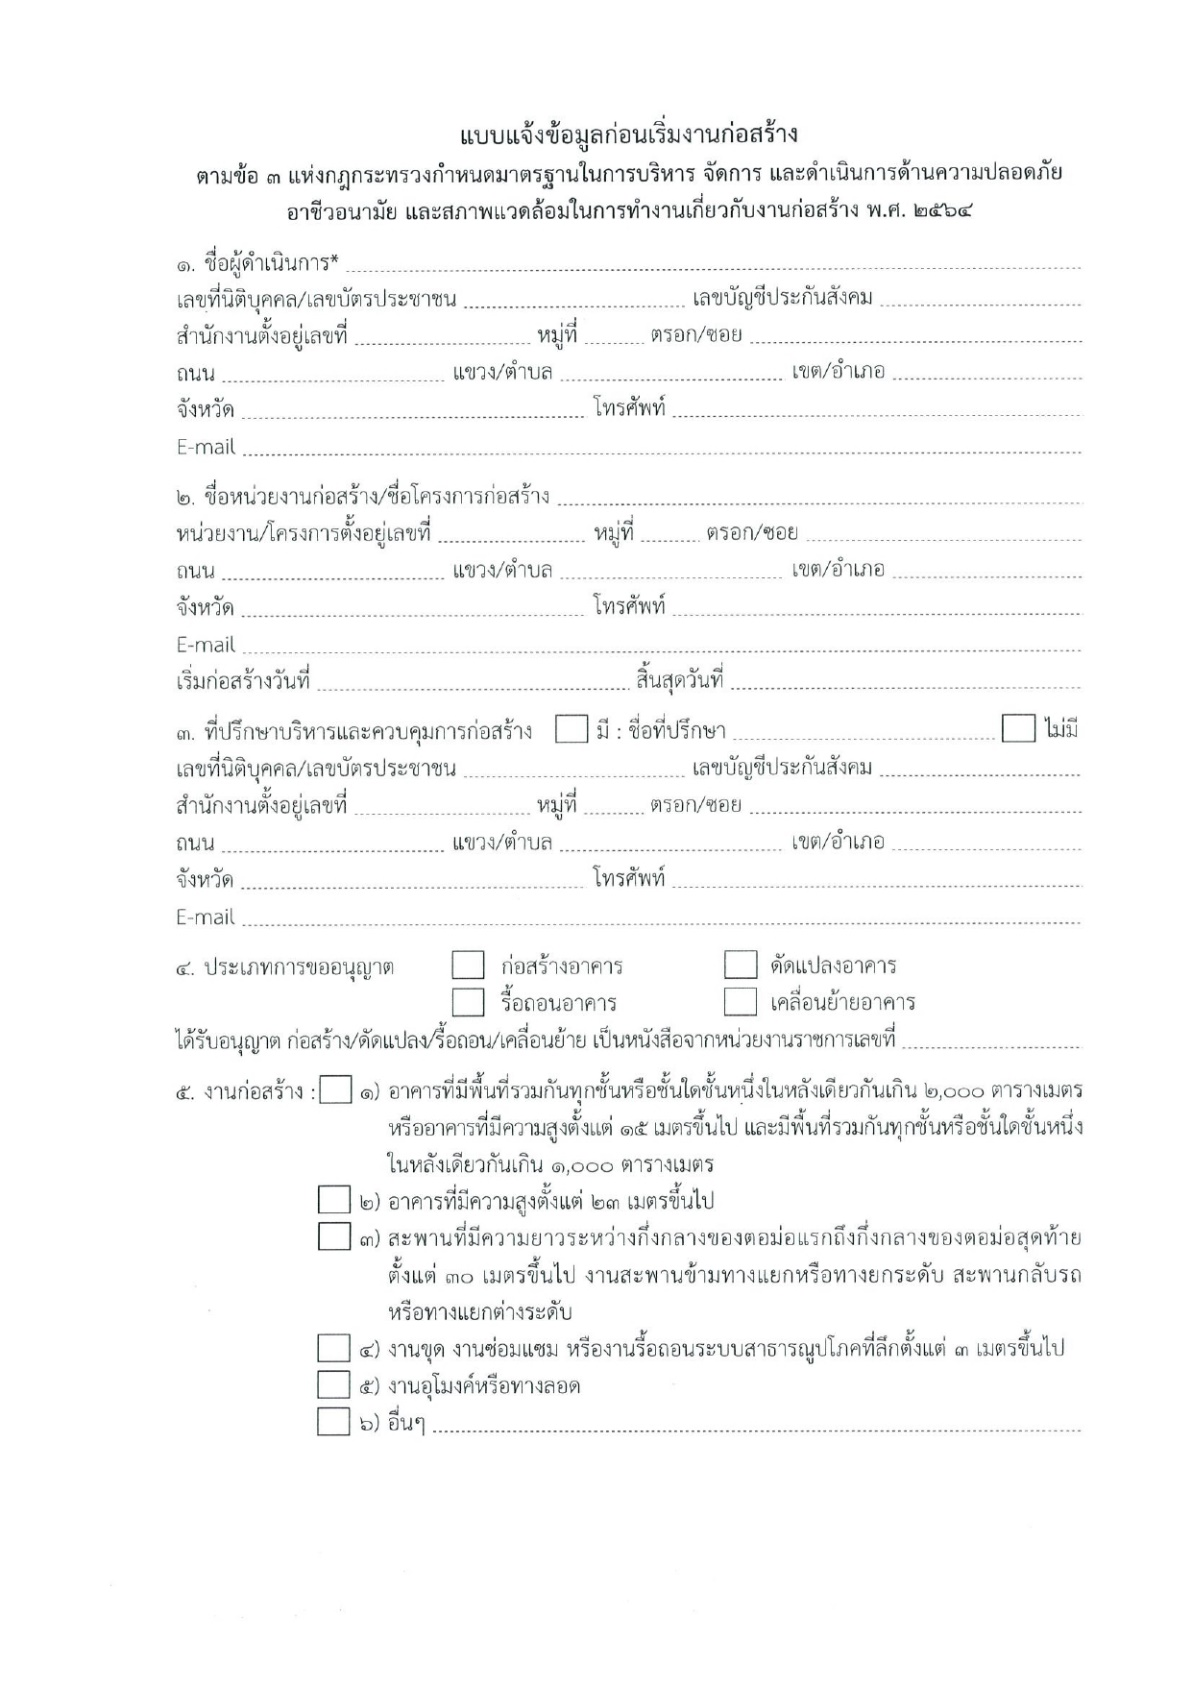 แบบแจ้งข้อมูลก่อนเริ่มงานก่อสร้าง
ตามข้อ ๓ แห่งกฎกระทรวงกำหนดมาตรฐานในการบริหาร จัดการ และดำเนินการด้านความปลอดภัย
อาชีวอนามัย และสภาพแวดล้อมในการทำงานเกี่ยวกับงานก่อสร้าง พ.ศ. ๒๕๖๔
๑. ชื่อผู้ดำเนินการ*
เลขที่นิติบุคคล/เลขบัตรประชาชน เลขบัญชีประกันสังคม
สำนักงานตั้งอยู่เลขที่ หมู่ที่ ตรอก/ซอย
ถนน แขวง/ตำบล เขต/อำเภอ
จังหวัด โทรศัพท์
E-mail
๒. ชื่อหน่วยงานก่อสร้าง/ชื่อโครงการก่อสร้าง
หน่วยงาน/โครงการตั้งอยู่เลขที่ หมู่ที่ ตรอก/ซอย
ถนน แขวง/ตำบล เขต/อำเภอ
จังหวัด โทรศัพท์
E-mail
เริ่มก่อสร้างวันที่ สิ้นสุดวันที่
๓. ที่ปรึกษาบริหารและควบคุมการก่อสร้าง มี : ชื่อที่ปรึกษา ไม่มี
เลขที่นิติบุคคล/เลขบัตรประชาชน เลขบัญชีประกันสังคม
สำนักงานตั้งอยู่เลขที่ หมู่ที่ ตรอก/ซอย
ถนน แขวง/ตำบล เขต/อำเภอ
จังหวัด โทรศัพท์
E-mail
๔. ประเภทการขออนุญาต ก่อสร้างอาคาร ดัดแปลงอาคาร
รื้อถอนอาคาร เคลื่อนย้ายอาคาร
ได้รับอนุญาต ก่อสร้าง/ดัดแปลง/รื้อถอน/เคลื่อนย้าย เป็นหนังสือจากหน่วยงานราชการเลขที่
๕. งานก่อสร้าง : ๑) อาคารที่มีพื้นที่รวมกันทุกชั้นหรือชั้นใดชั้นหนึ่งในหลังเดียวกันเกิน ๒,๐๐๐ ตารางเมตร
หรืออาคารที่มีความสูงตั้งแต่ ๑๕ เมตรขึ้นไป และมีพื้นที่รวมกันทุกชั้นหรือชั้นใดชั้นหนึ่ง
ในหลังเดียวกันเกิน ๑,๐๐๐ ตารางเมตร
๒) อาคารที่มีความสูงตั้งแต่ ๒๓ เมตรขึ้นไป
๓) สะพานที่มีความยาวระหว่างกึ่งกลางของตอม่อแรกถึงกึ่งกลางของตอม่อสุดท้าย
ตั้งแต่ ๓๐ เมตรขึ้นไป งานสะพานข้ามทางแยกหรือทางยกระดับ สะพานกลับรถ
หรือทางแยกต่างระดับ
๔) งานขุด งานซ่อมแซม หรืองานรื้อถอนระบบสาธารณูปโภคที่ลึกตั้งแต่ ๓ เมตรขึ้นไป
๕) งานอุโมงค์หรือทางลอด
๖) อื่นๆ